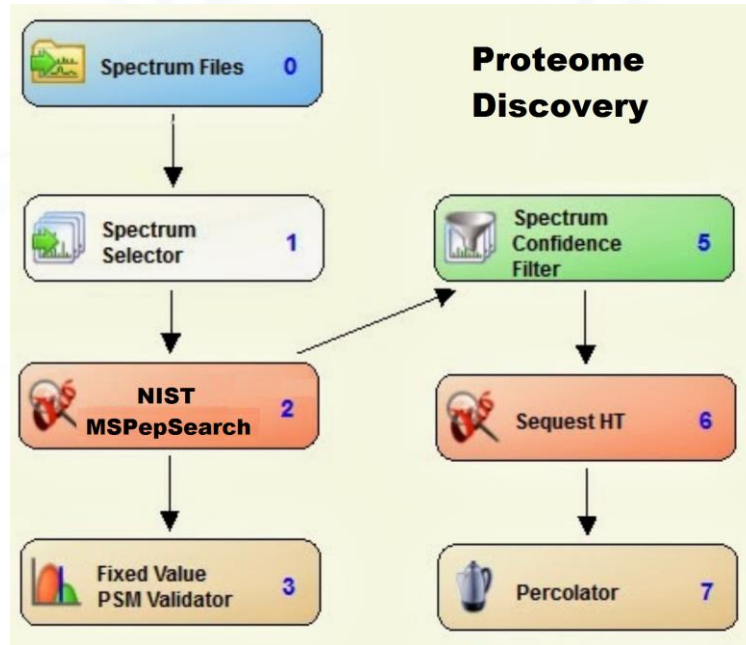 Proteome
Discovery
Spectrum Files 0
Spectrum
Selector 1
NIST
MSPepSearch 2
Fixed Value
PSM Validator 3
Spectrum
Confidence 5
Filter
Sequest HT 6
Percolator 7